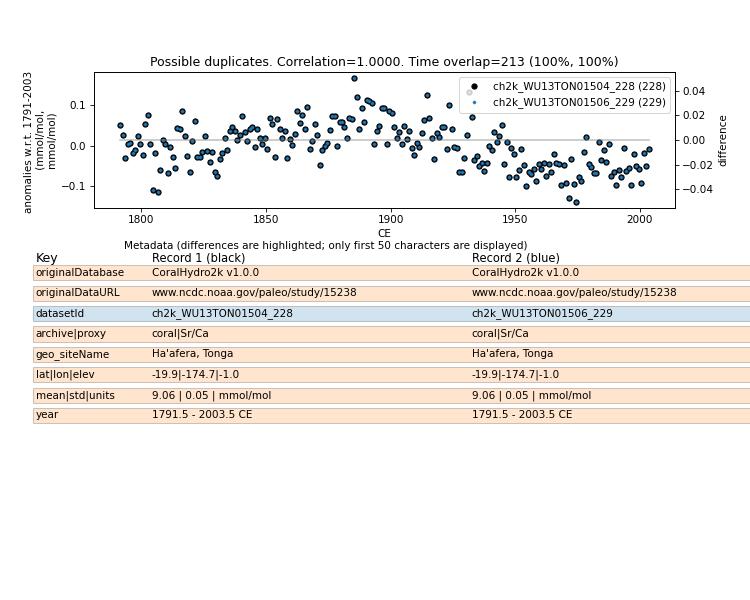 Possible duplicates. Correlation=1.0000. Time overlap=213 (100%, 100%)
anomalies w.r.t. 1791-2003
(mmol/mol,
mmol/mol)
0.1
0.0
−0.1
ch2k_WU13TON01504_228 (228)
ch2k_WU13TON01506_229 (229)
0.04
0.02
0.00
−0.02
−0.04
difference
1800
1850
1900
1950
2000
CE
Metadata (differences are highlighted; only first 50 characters are displayed)
Key Record 1 (black) Record 2 (blue)
originalDatabase CoralHydro2k v1.0.0 CoralHydro2k v1.0.0
originalDataURL www.ncdc.noaa.gov/paleo/study/15238 www.ncdc.noaa.gov/paleo/study/15238
datasetId ch2k_WU13TON01504_228 ch2k_WU13TON01506_229
archive|proxy coral|Sr/Ca coral|Sr/Ca
geo_siteName Ha'afera, Tonga Ha'afera, Tonga
lat|lon|elev -19.9|-174.7|-1.0 -19.9|-174.7|-1.0
mean|std|units 9.06 | 0.05 | mmol/mol 9.06 | 0.05 | mmol/mol
year 1791.5 - 2003.5 CE 1791.5 - 2003.5 CE